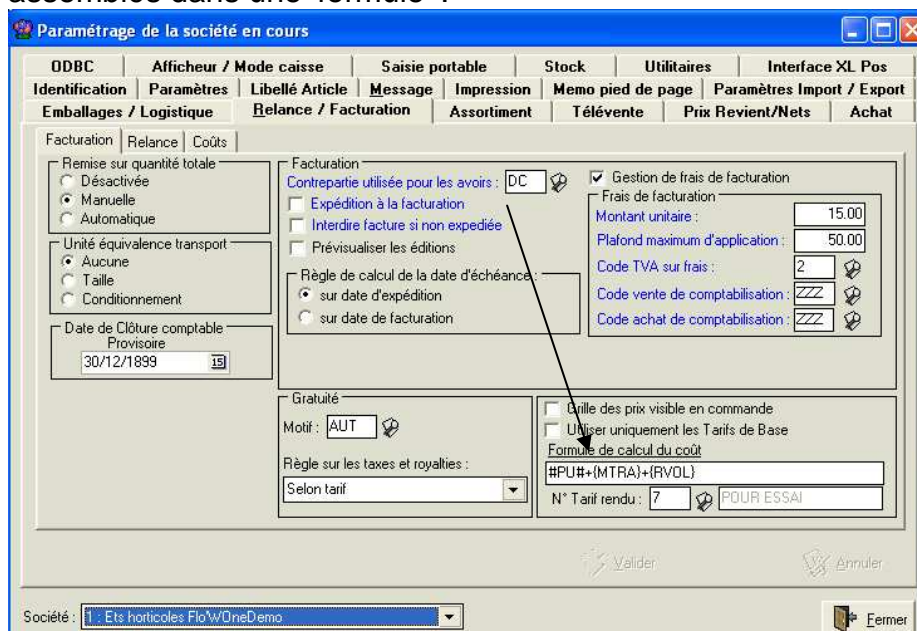 assemblés dans une "formule" :
Paramétrage de la société en cours
ODBC Afficheur / Mode caisse Saisie portable Stock Utilitaires Interface XL Pos
Identification Paramètres Libellé Article Message Impression Memo pied de page Paramètres Import / Export
Emballages / Logistique Relance / Facturation Assortiment Télévente Prix Revient/Nets Achat
Facturation Relance Coûts
Remise sur quantité totale
Désactivée
Manuelle
Automatique
Unité équivalence transport
Aucune
Taille
Conditionnement
Date de Clôture comptable
Provisoire
30/12/1899 15
Facturation
Contrepartie utilisée pour les avoirs : DC
Expédition à la facturation
Interdire facture si non expediée
Prévisualiser les éditions
Règle de calcul de la date d'échéance :
sur date d'expédition
sur date de facturation
Gestion de frais de facturation
Frais de facturation
Montant unitaire : 15.00
Plafond maximum d'application : 50.00
Code TVA sur frais : 2
Code vente de comptabilisation : ZZZ
Code achat de comptabilisation : ZZZ
Gratuité
Motif : AUT
Règle sur les taxes et royalties :
Selon tarif
Grille des prix visible en commande
Utiliser uniquement les Tarifs de Base
Formule de calcul du coût
#PU#+{MTRA}+{RVOL}
N° Tarif rendu : 7 POUR ESSAI
Valider Annuler
Société : 1 : Ets horticoles Flo'WOneDemo Fermer